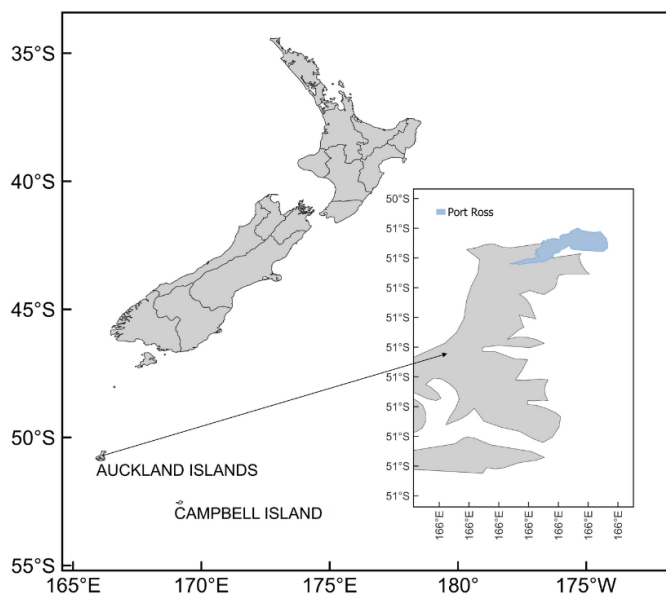 35°S
40°S
45°S
50°S
55°S
165°E
170°E
175°E
180°
175°W
AUCKLAND ISLANDS
CAMPBELL ISLAND
Port Ross
50°S
51°S
51°S
51°S
51°S
51°S
51°S
51°S
51°S
51°S
51°S
166°E
166°E
166°E
166°E
166°E
166°E
166°E